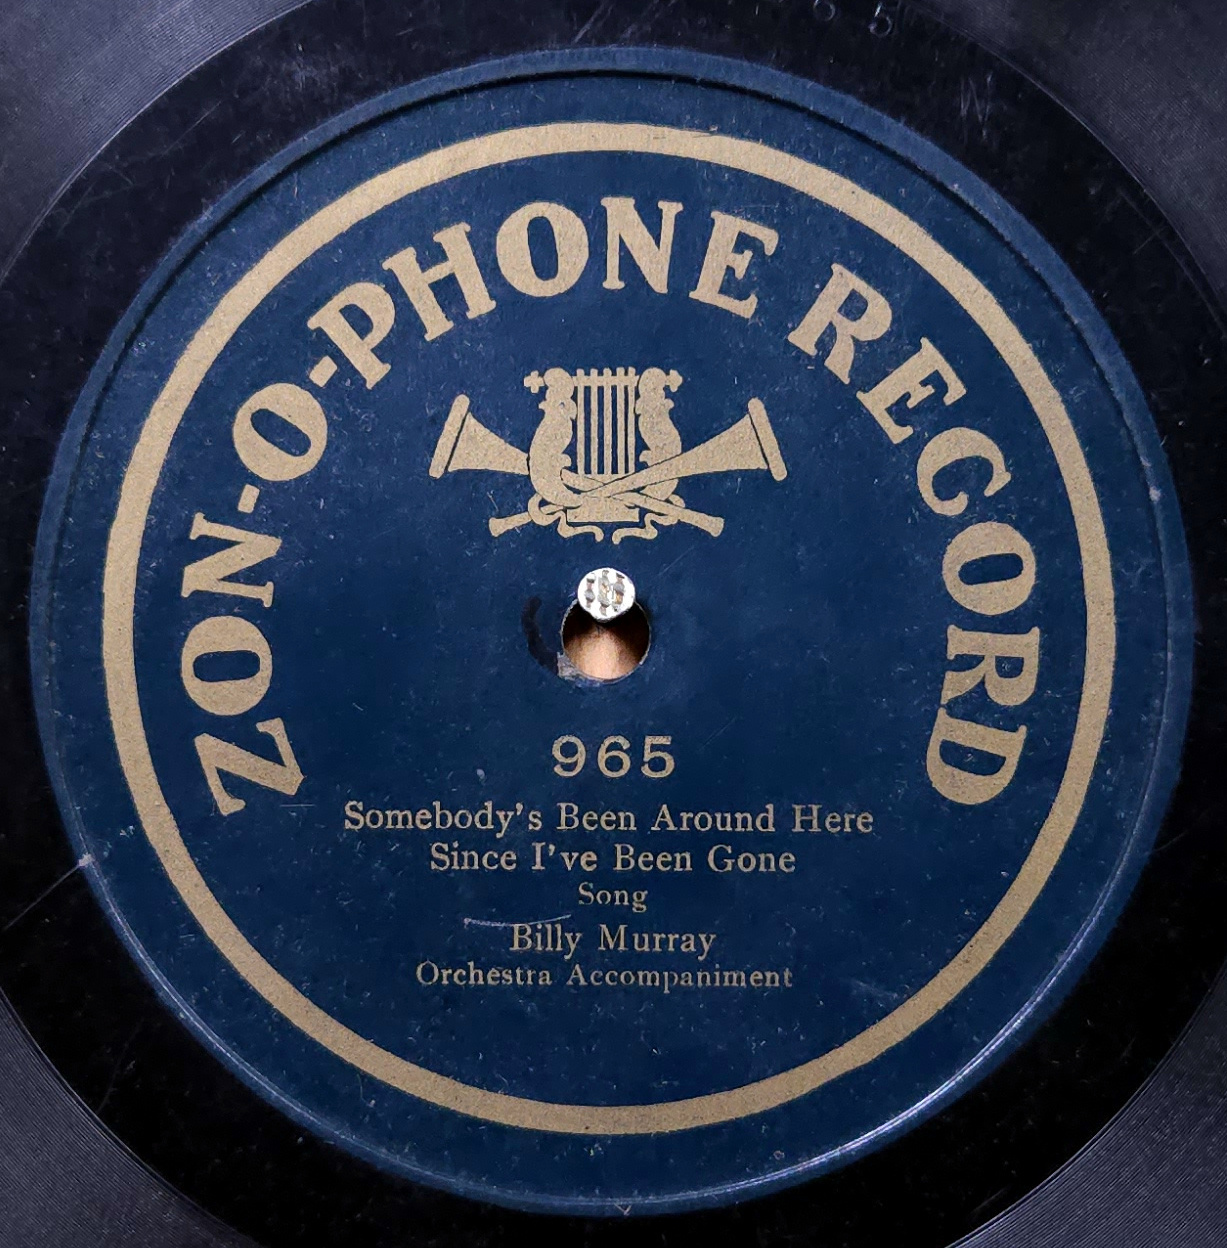 ZON-O-PHONE RECORD
965
Somebody's Been Around Here
Since I've Been Gone
Song
Billy Murray
Orchestra Accompaniment